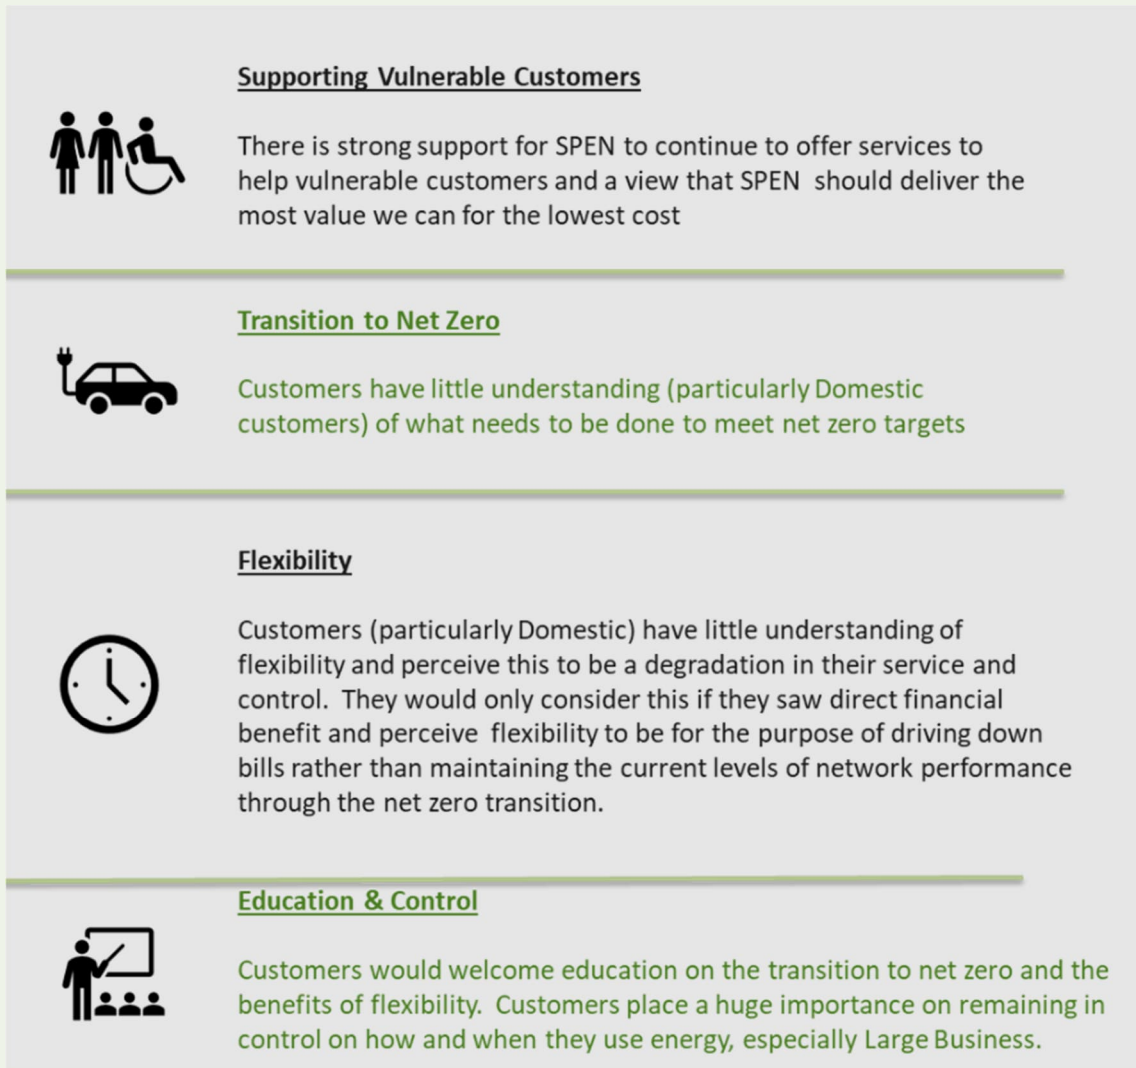 Supporting Vulnerable Customers
There is strong support for SPEN to continue to offer services to
help vulnerable customers and a view that SPEN should deliver the
most value we can for the lowest cost
Transition to Net Zero
Customers have little understanding (particularly Domestic
customers) of what needs to be done to meet net zero targets
Flexibility
Customers (particularly Domestic) have little understanding of
flexibility and perceive this to be a degradation in their service and
control. They would only consider this if they saw direct financial
benefit and perceive flexibility to be for the purpose of driving down
bills rather than maintaining the current levels of network performance
through the net zero transition.
Education & Control
Customers would welcome education on the transition to net zero and the
benefits of flexibility. Customers place a huge importance on remaining in
control on how and when they use energy, especially Large Business.